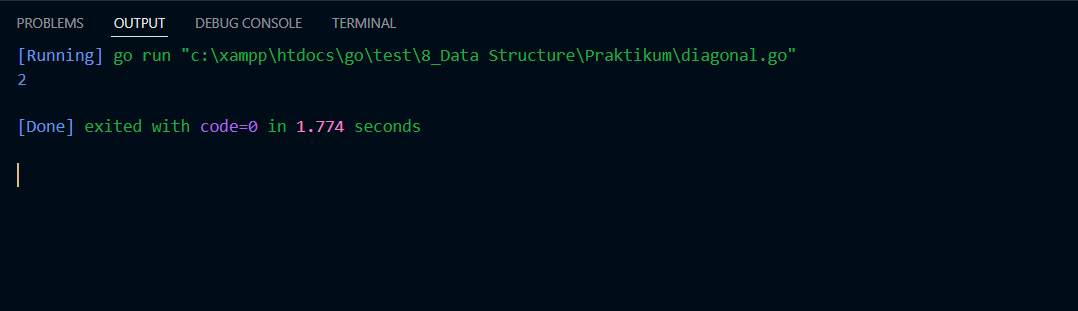 PROBLEMS OUTPUT DEBUG CONSOLE TERMINAL
[Running] go run "c:\xampp\htdocs\go\test\8_Data Structure\Praktikum\diagonal.go"
2
[Done] exited with code=0 in 1.774 seconds